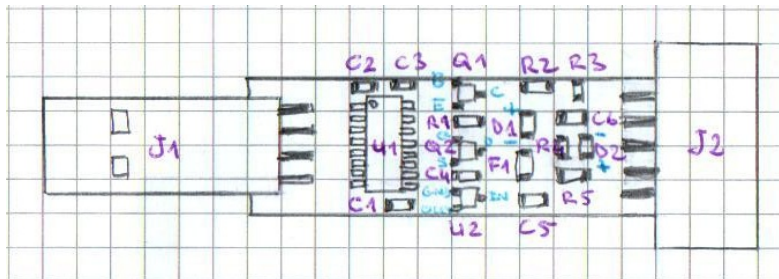 C2 C3 B Q1 R2 R3
E C +
R1 D1 C6
J1 U1 Q2 - R4 - D2 J2
S F1 +
C4
GND IN R5
C1
U2 C5